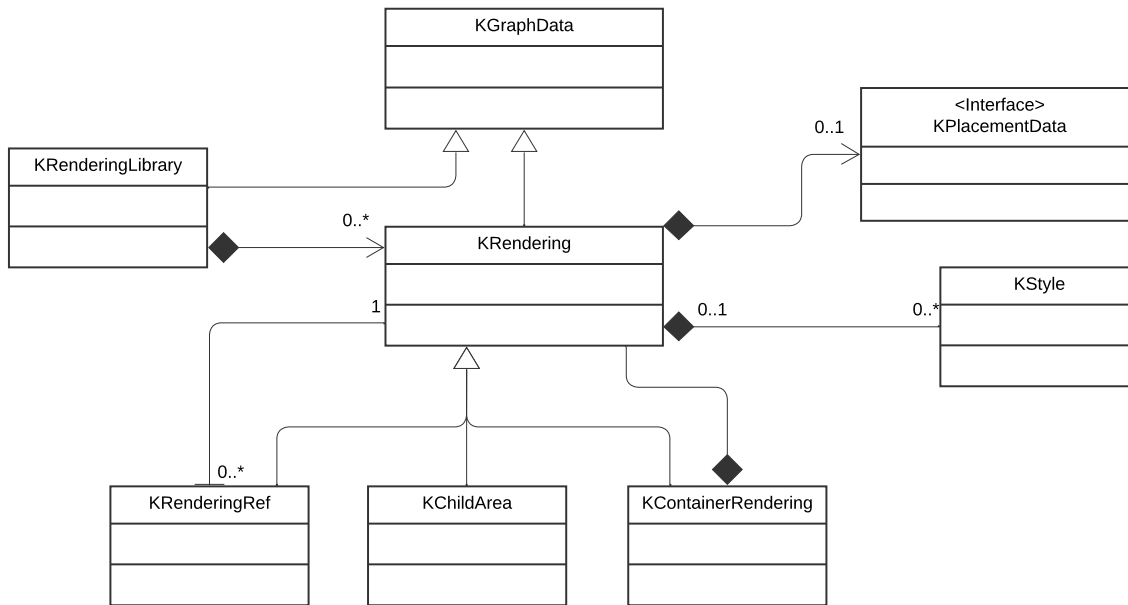 KGraphData
<Interface>
KPlacementData
0..1
KRenderingLibrary
0..*
KRendering
KStyle
1
0..1
0..*
0..*
KRenderingRef
KChildArea
KContainerRendering